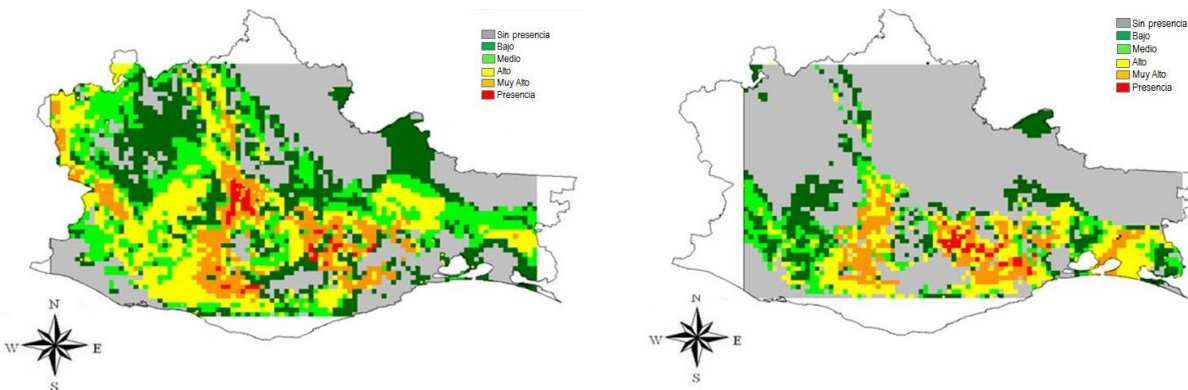 Sin presencia
Bajo
Medio
Alto
Muy Alto
Presencia
N
W E
S
Sin presencia
Bajo
Medio
Alto
Muy Alto
Presencia
N
W E
S